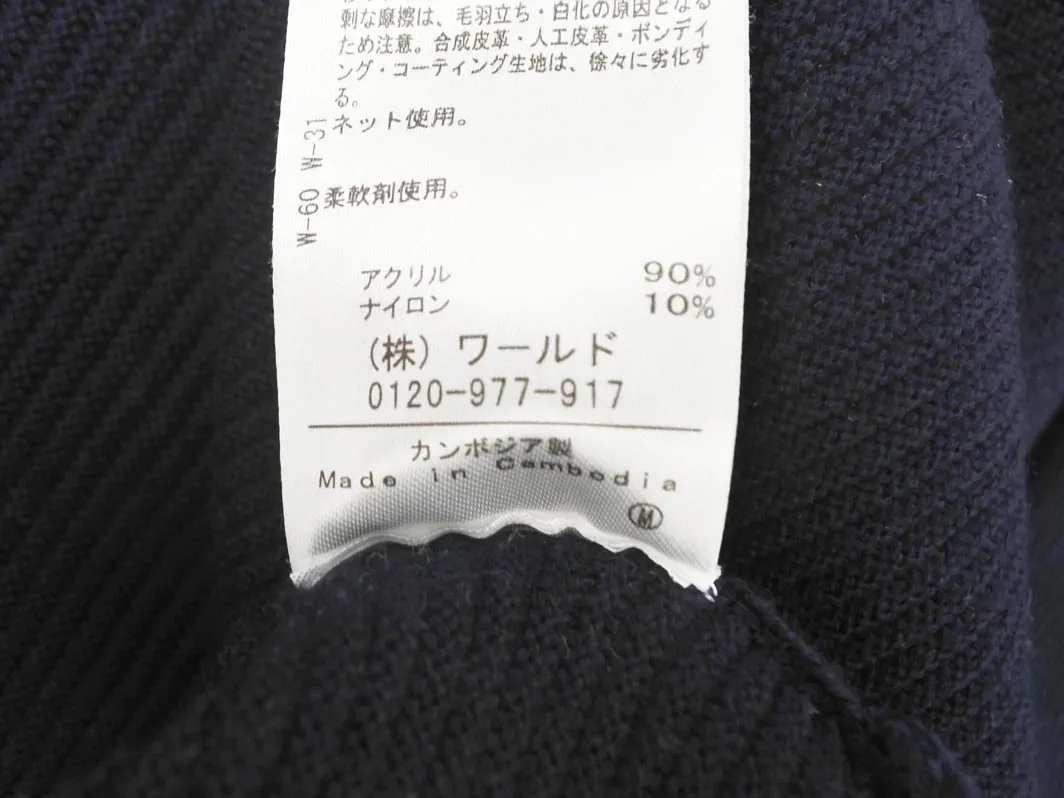 刺な摩擦は、毛羽立ち・白化の原因となる
ため注意。合成皮革・人工皮革・ボンディ
ング・コーティング生地は、徐々に劣化す
る。
ネット使用。
W-31
柔軟剤使用。
W-60
アクリル 90%
ナイロン 10%
(株) ワールド
0120-977-917
カンボジア製
Made in Cambodia
M